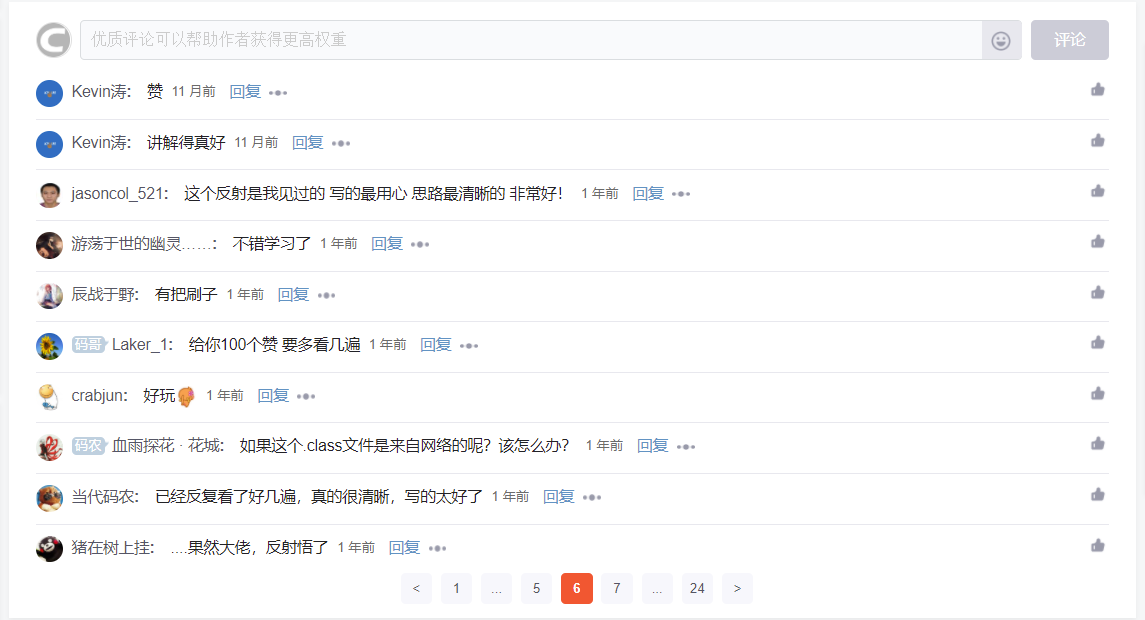 优质评论可以帮助作者获得更高权重 评论
Kevin涛： 赞 11 月前 回复
Kevin涛： 讲解得真好 11 月前 回复
jasoncol_521： 这个反射是我见过的 写的最用心 思路最清晰的 非常好！ 1 年前 回复
游荡于世的幽灵……： 不错学习了 1 年前 回复
辰战于野： 有把刷子 1 年前 回复
码哥 Laker_1： 给你100个赞 要多看几遍 1 年前 回复
crabjun： 好玩 1 年前 回复
码农 血雨探花 · 花城： 如果这个.class文件是来自网络的呢？该怎么办？ 1 年前 回复
当代码农： 已经反复看了好几遍，真的很清晰，写的太好了 1 年前 回复
猪在树上挂： ....果然大佬，反射悟了 1 年前 回复
< 1 ... 5 6 7 ... 24 >